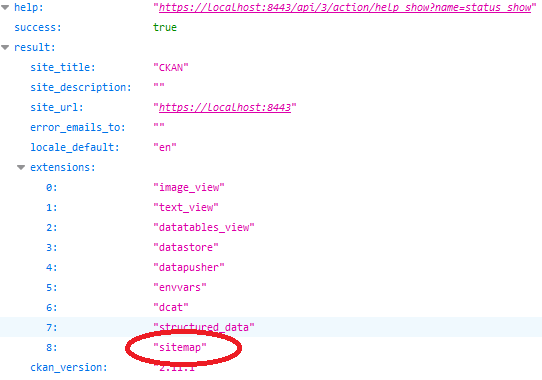 help: "https://localhost:8443/api/3/action/help_show?name=status_show"
success: true
result:
site_title: "CKAN"
site_description: ""
site_url: "https://localhost:8443"
error_emails_to: ""
locale_default: "en"
extensions:
0: "image_view"
1: "text_view"
2: "datatables_view"
3: "datastore"
4: "datapusher"
5: "envvars"
6: "dcat"
7: "structured_data"
8: "sitemap"
ckan_version: "2.11.1"